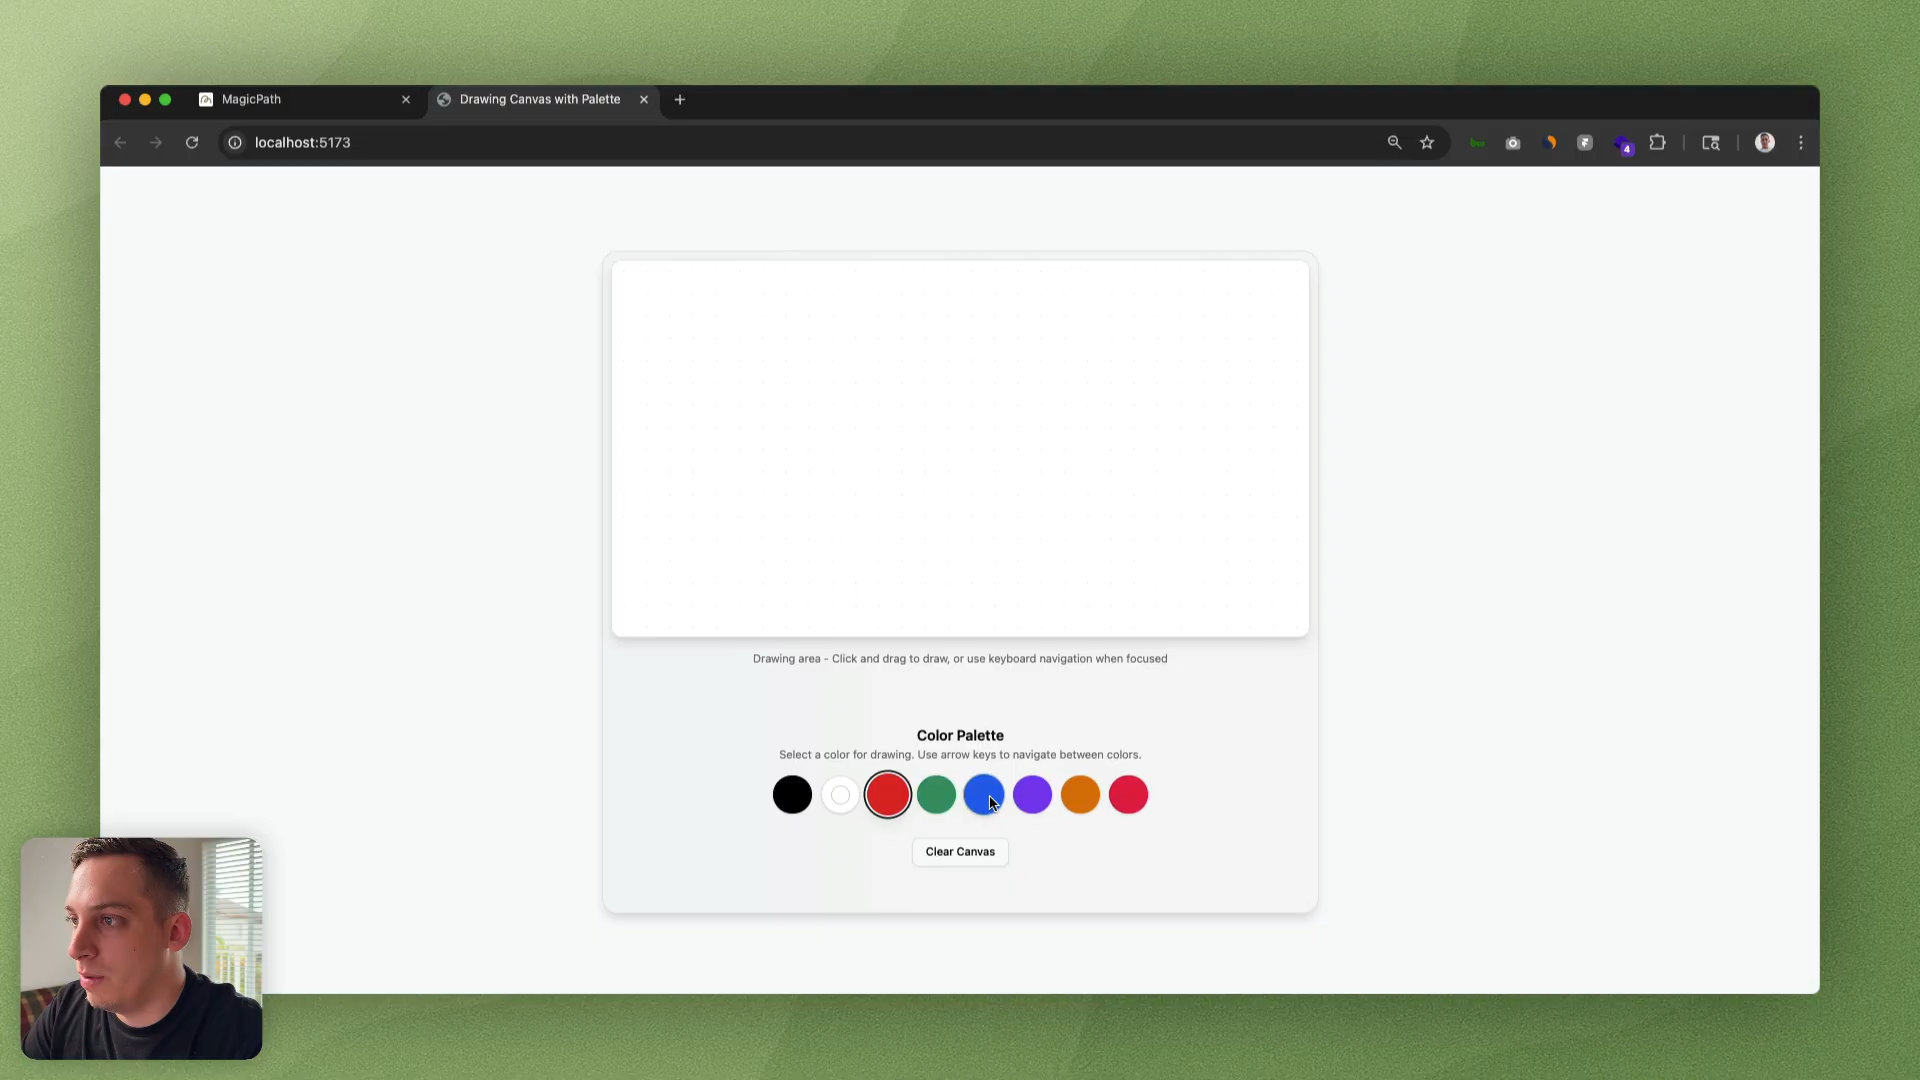 MagicPath
Drawing Canvas with Palette
localhost:5173
4
Drawing area - Click and drag to draw, or use keyboard navigation when focused
Color Palette
Select a color for drawing. Use arrow keys to navigate between colors.
Clear Canvas